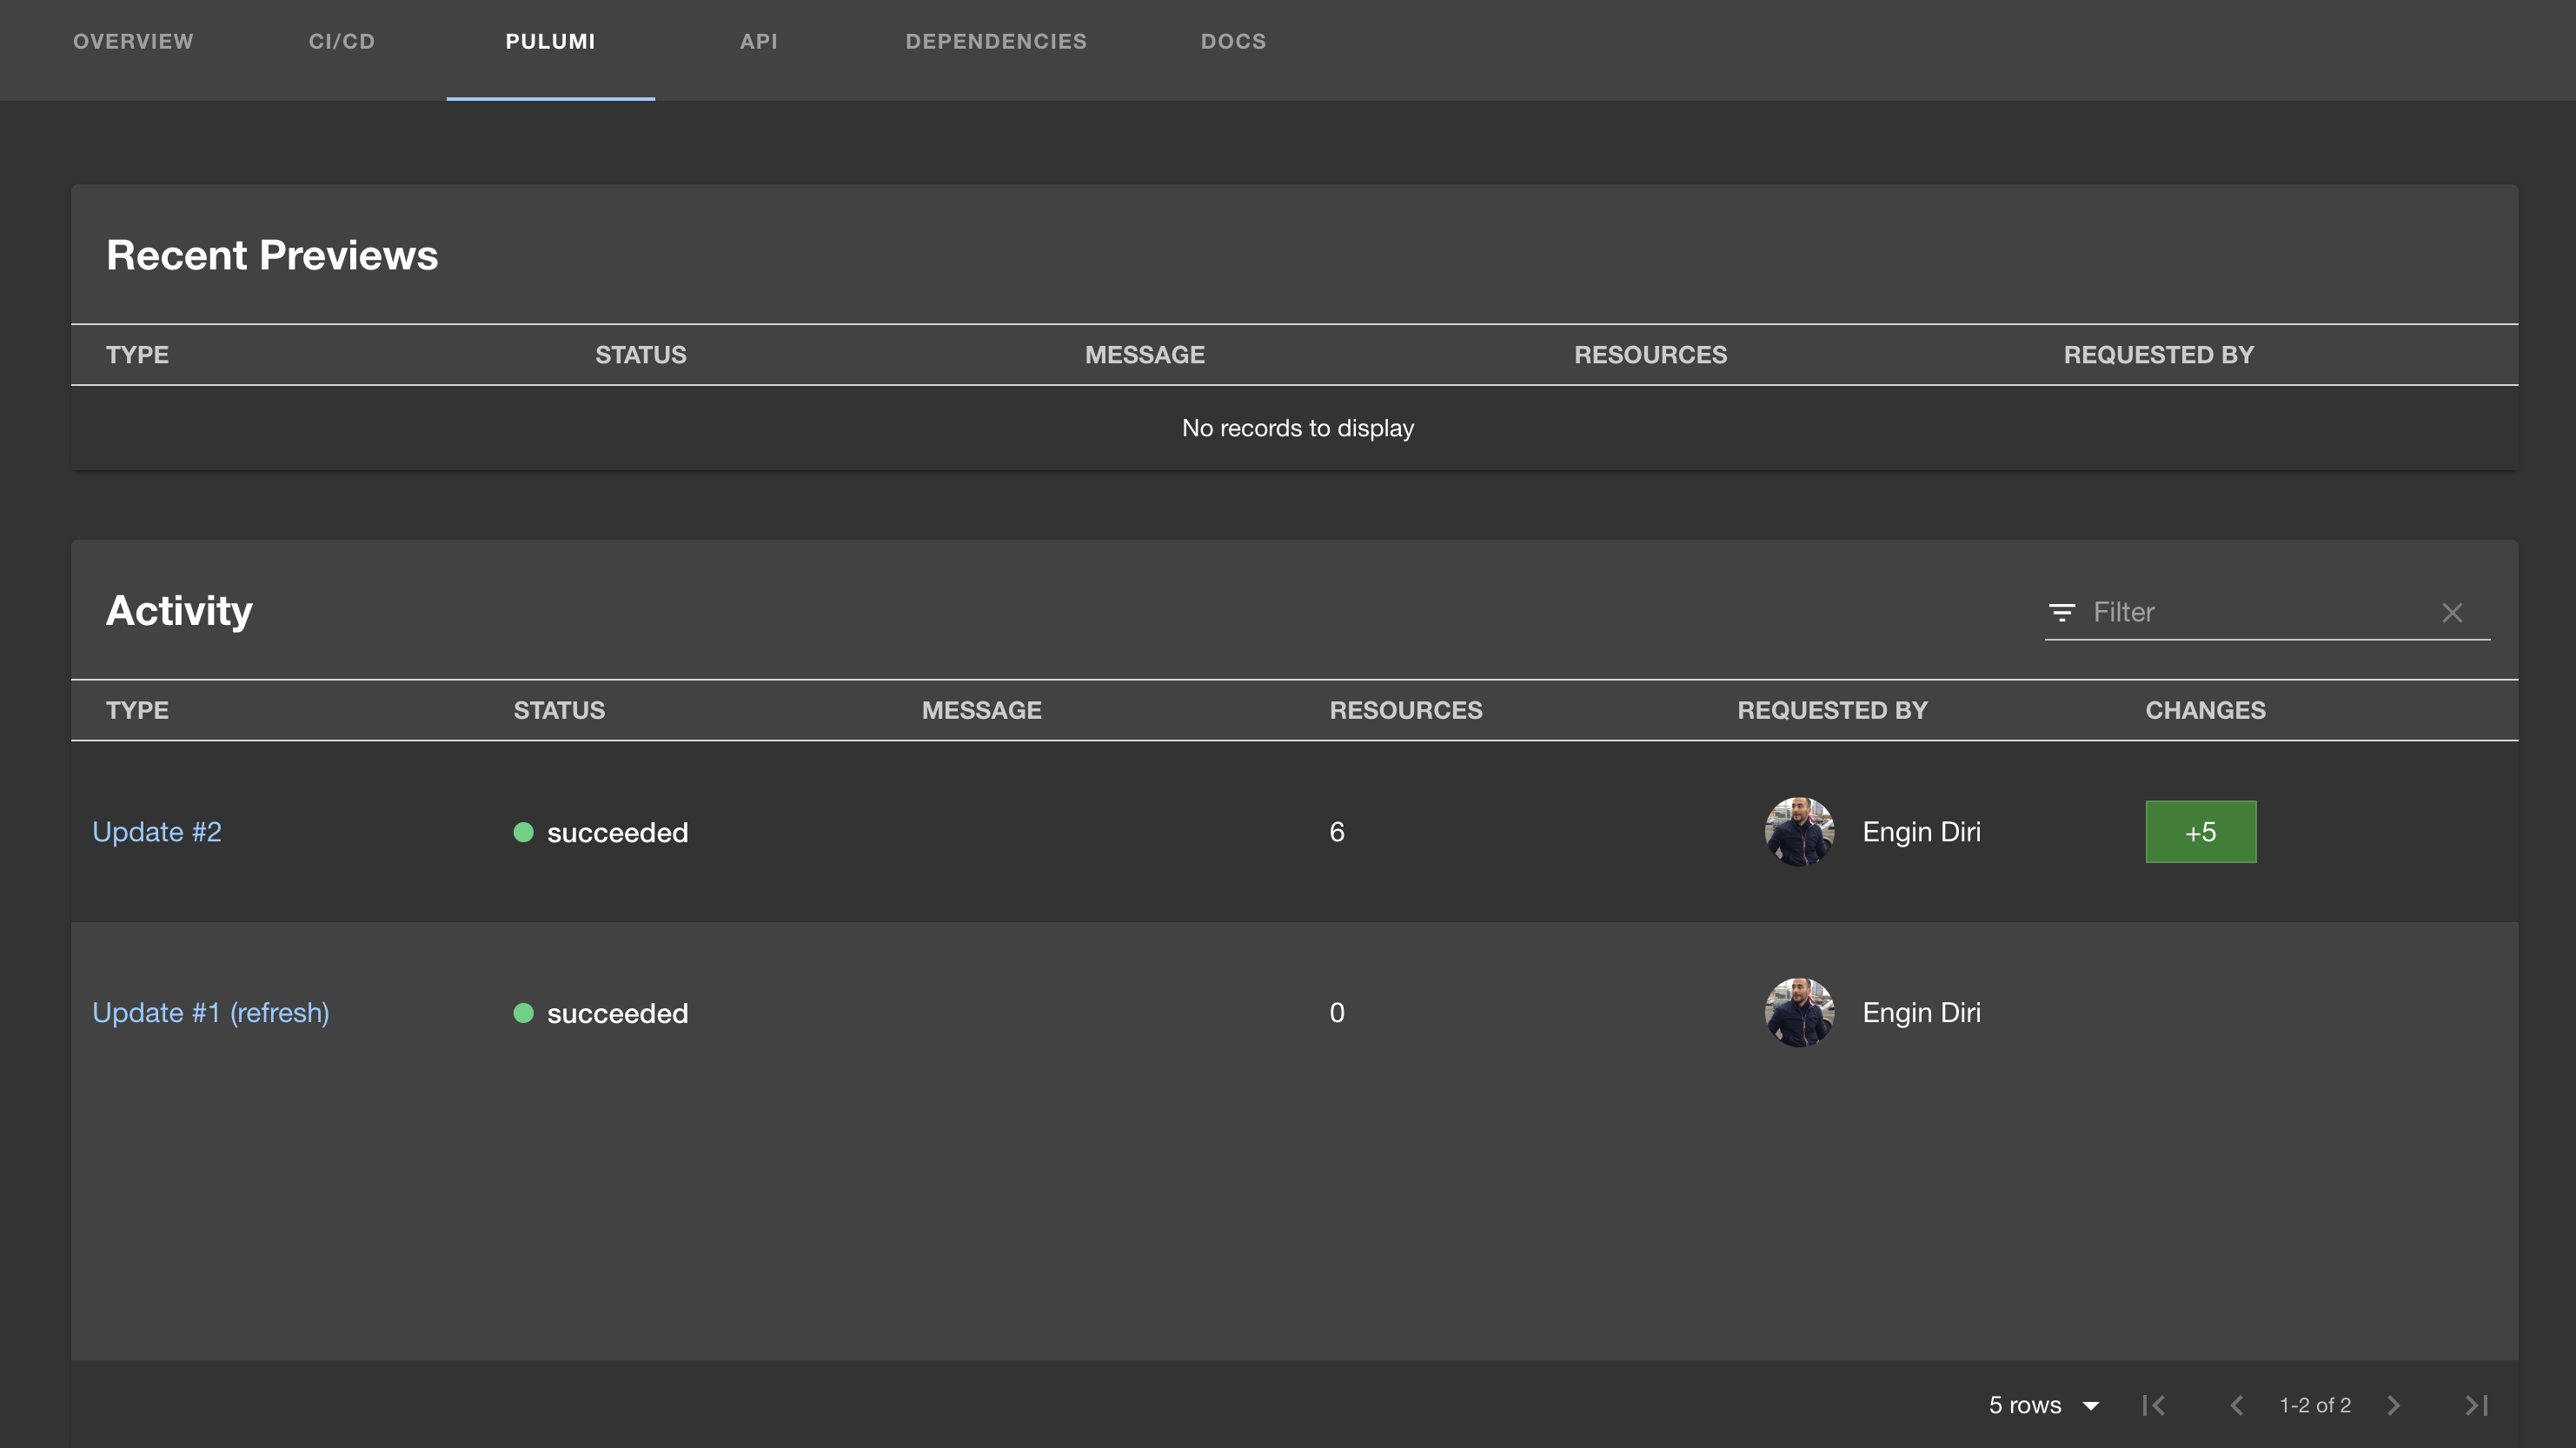 OVERVIEW CI/CD PULUMI API DEPENDENCIES DOCS
Recent Previews
TYPE STATUS MESSAGE RESOURCES REQUESTED BY
No records to display
Activity Filter
TYPE STATUS MESSAGE RESOURCES REQUESTED BY CHANGES
Update #2 succeeded 6 Engin Diri +5
Update #1 (refresh) succeeded 0 Engin Diri
5 rows 1-2 of 2